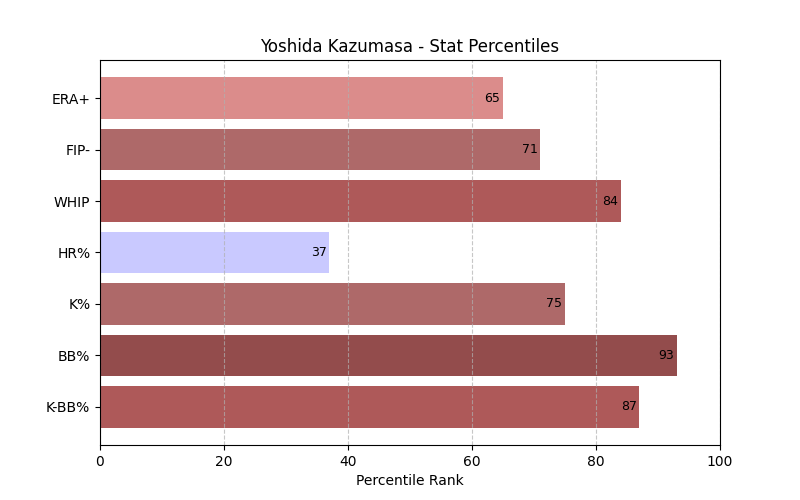 Yoshida Kazumasa - Stat Percentiles
ERA+ 65
FIP- 71
WHIP 84
HR% 37
K% 75
BB% 93
K-BB% 87
0 20 40 60 80 100
Percentile Rank